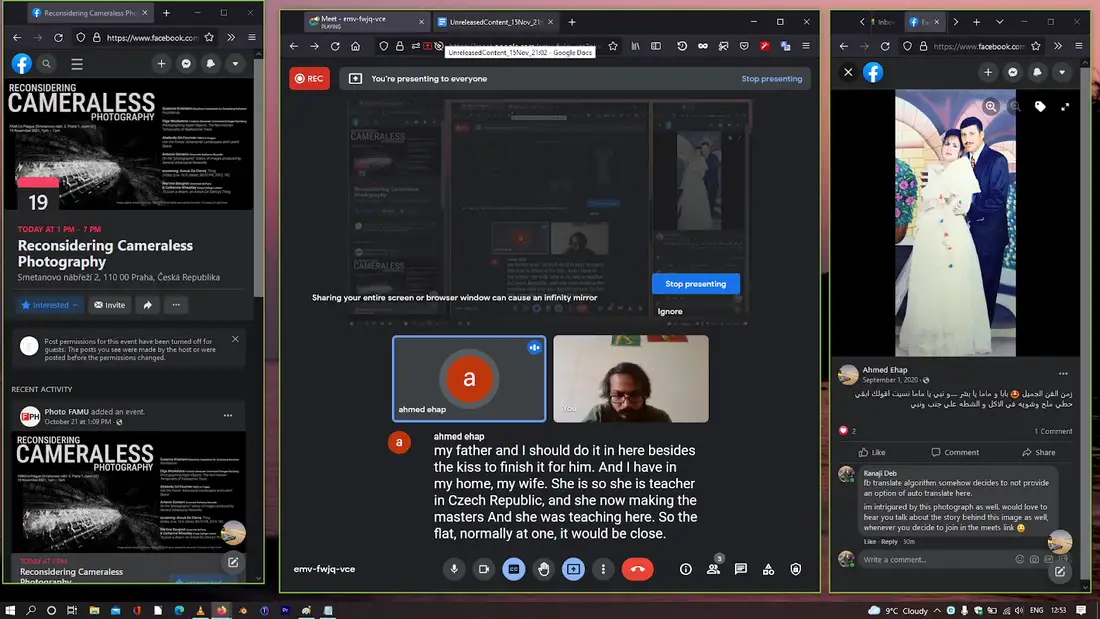 Reconsidering Cameraless Pho
https://www.facebook.com
RECONSIDERING
CAMERALESS
PHOTOGRAPHY
19
TODAY AT 1 PM - 7 PM
Reconsidering Cameraless
Photography
Smetanovo nábřeží 2, 110 00 Praha, Česká Republika
Interested
Invite
Post permissions for this event have been turned off for
guests. The posts you see were made by the host or were
posted before the permissions changed.
RECENT ACTIVITY
Photo FAMU added an event.
October 21 at 1:09 PM
RECONSIDERING
CAMERALESS
PHOTOGRAPHY
Reconsidering Cameraless
Meet - emv-fwjq-vce
PLAYING
UnreleasedContent_15Nov_21:
UnreleasedContent_15Nov_21:02 - Google Docs
REC
You're presenting to everyone
Stop presenting
Sharing your entire screen or browser window can cause an infinity mirror
Stop presenting
Ignore
a
ahmed ehap
You
a
ahmed ehap
my father and I should do it in here besides
the kiss to finish it for him. And I have in
my home, my wife. She is so she is teacher
in Czech Republic, and she now making the
masters And she was teaching here. So the
flat, normally at one, it would be close.
emv-fwjq-vce
3
Inbo
https://www.facebook.com
Ahmed Ehap
September 1, 2020
زمن الفن الجميل 😍 بابا و ماما يا بشر ....و نبي يا ماما نسيت اقولك ابقي
حطي ملح وشويه في الاكل و الشطه علي جنب ونبي
2
1 Comment
Like
Comment
Share
Kanaji Deb
fb translate algorithm somehow decides to not provide
an option of auto translate here.
im intrigued by this photograph as well. would love to
hear you talk about the story behind this image as well,
whenever you decide to join in the meets link 😉
Like · Reply · 30m
Write a comment...
9°C Cloudy
ENG
12:53